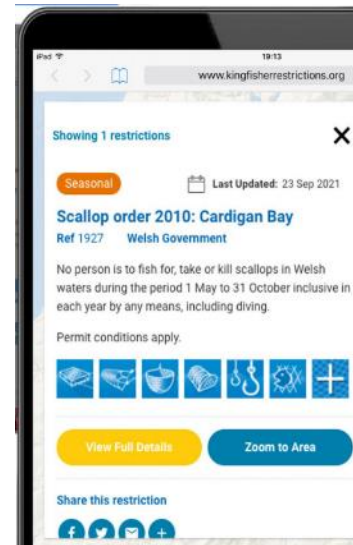 iPad 19:13
www.kingfisherrestrictions.org
Showing 1 restrictions
Seasonal Last Updated: 23 Sep 2021
Scallop order 2010: Cardigan Bay
Ref 1927 Welsh Government
No person is to fish for, take or kill scallops in Welsh
waters during the period 1 May to 31 October inclusive in
each year by any means, including diving.
Permit conditions apply.
View Full Details Zoom to Area
Share this restriction